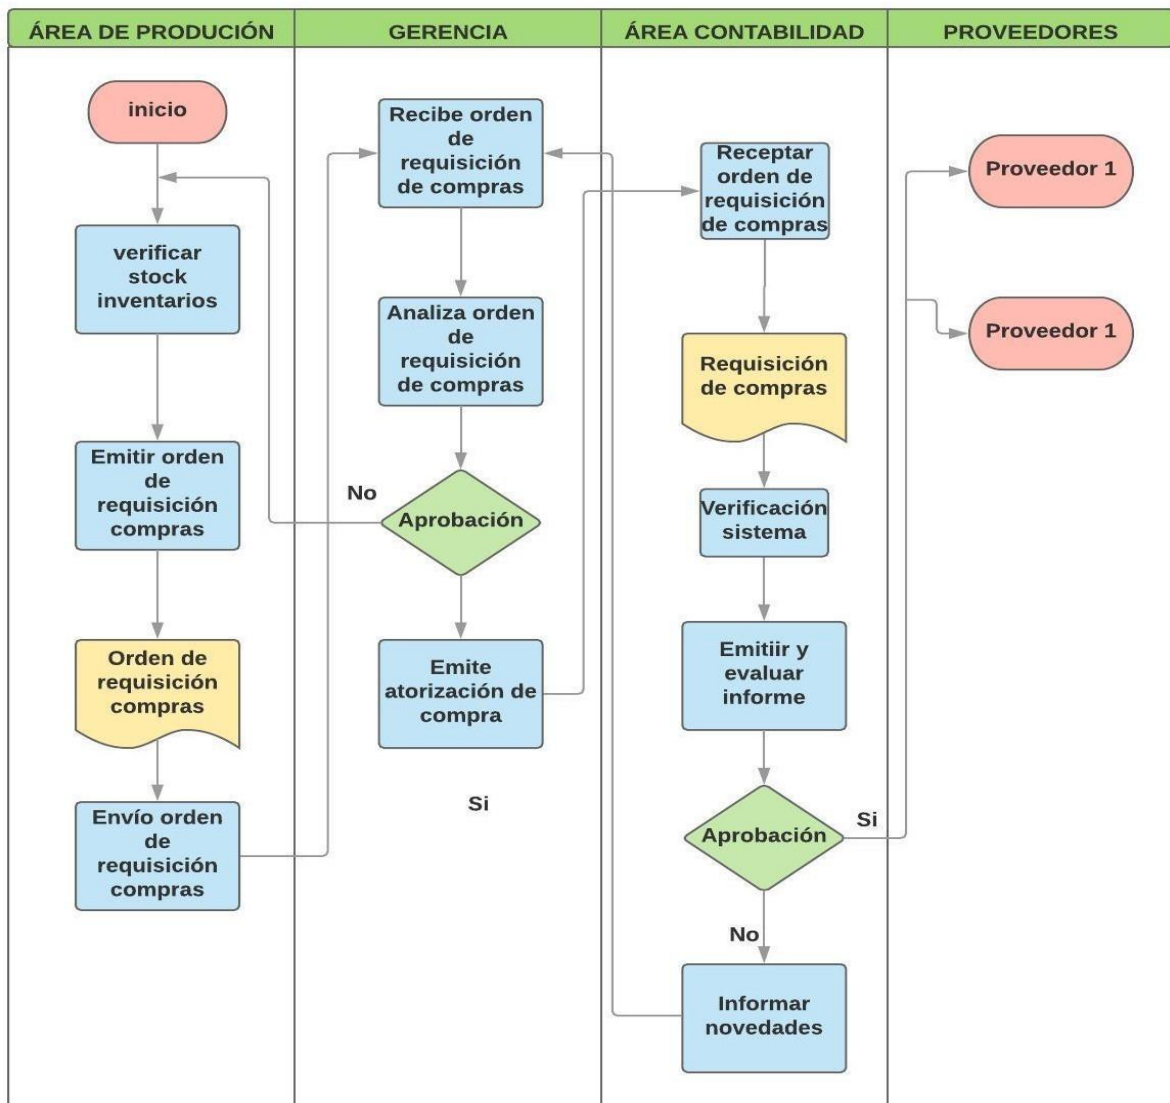 ÁREA DE PRODUCIÓN
GERENCIA
ÁREA CONTABILIDAD
PROVEEDORES
inicio
verificar
stock
inventarios
Emitir orden
de
requisición
compras
Orden de
requisición
compras
Envío orden
de
requisición
compras
Recibe orden
de
requisición
de compras
Analiza orden
de
requisición
de compras
No
Aprobación
Emite
atorización de
compra
Si
Receptar
orden de
requisición
de compras
Requisición
de compras
Verificación
sistema
Emitiir y
evaluar
informe
Aprobación
Si
No
Informar
novedades
Proveedor 1
Proveedor 1